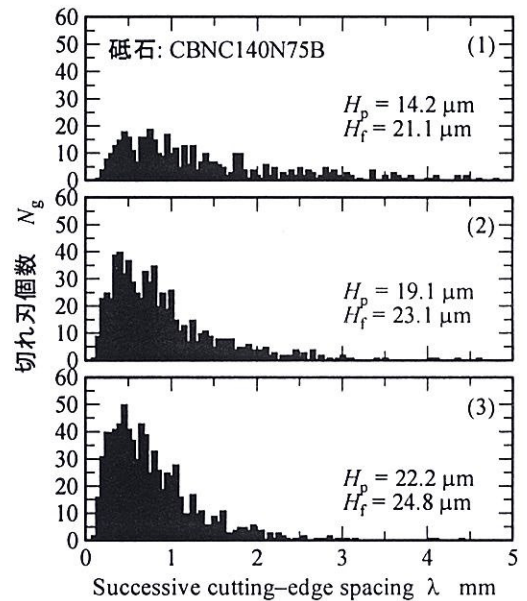 60
50
40
30
20
10
0
砥石: CBNC140N75B
(1)
Hp = 14.2 μm
Hf = 21.1 μm
60
50
40
30
20
10
0
(2)
Hp = 19.1 μm
Hf = 23.1 μm
60
50
40
30
20
10
0
(3)
Hp = 22.2 μm
Hf = 24.8 μm
切れ刃個数 Ng
0 1 2 3 4 5
Successive cutting–edge spacing λ mm